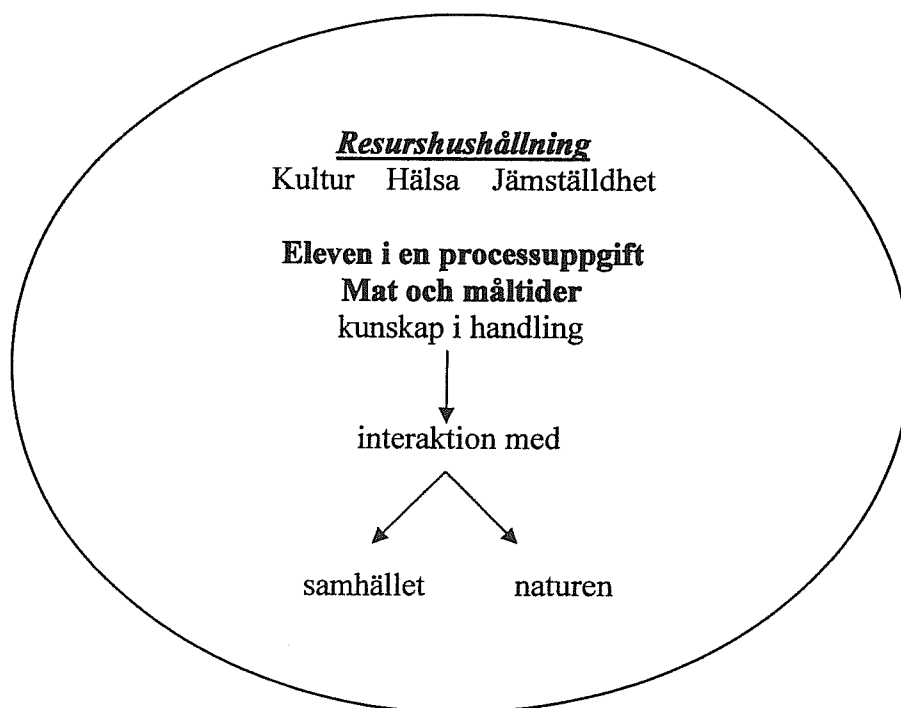 Resurshushållning
Kultur Hälsa Jämställdhet
Eleven i en processuppgift
Mat och måltider
kunskap i handling
interaktion med
samhället naturen